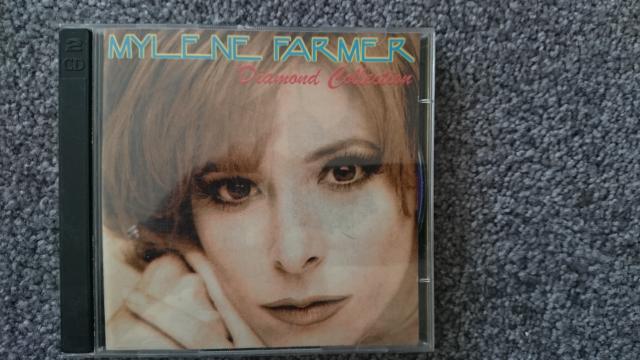 MYLENE FARMER
Diamond Collection
2
CD